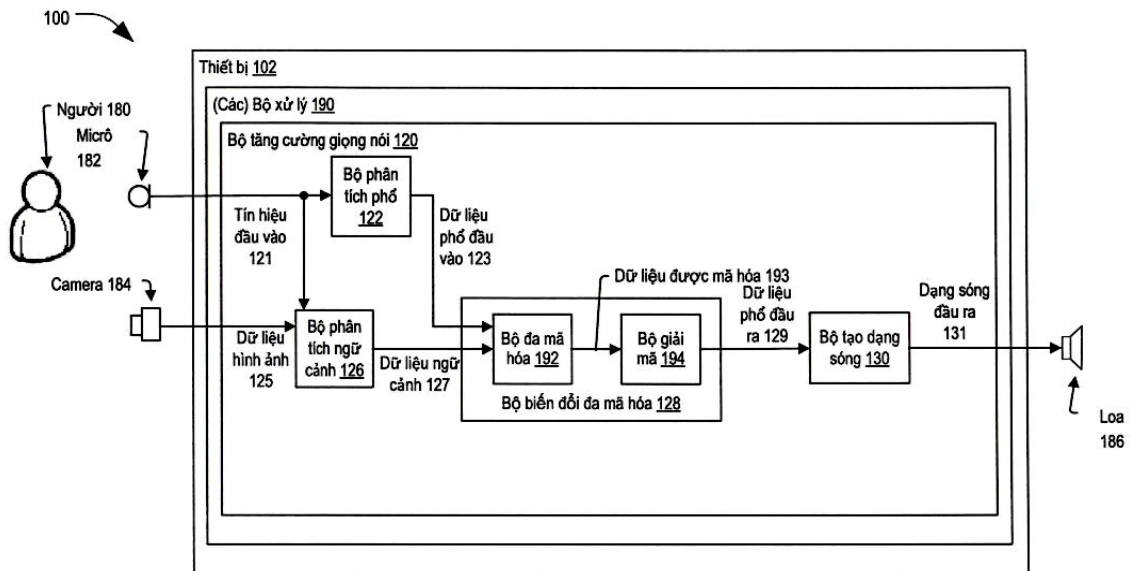 100
Thiết bị 102
(Các) Bộ xử lý 190
Người 180
Micrô
182
Bộ tăng cường giọng nói 120
Bộ phân
tích phổ
122
Tín hiệu
đầu vào
121
Dữ liệu
phổ đầu
vào 123
Camera 184
Dữ liệu
hình ảnh
125
Bộ phân
tích ngữ
cảnh 126
Dữ liệu ngữ
cảnh 127
Bộ đa mã
hóa 192
Dữ liệu được mã hóa 193
Bộ giải
mã 194
Bộ biến đổi đa mã hóa 128
Dữ liệu
phổ đầu
ra 129
Bộ tạo dạng
sóng 130
Dạng sóng
đầu ra
131
Loa
186